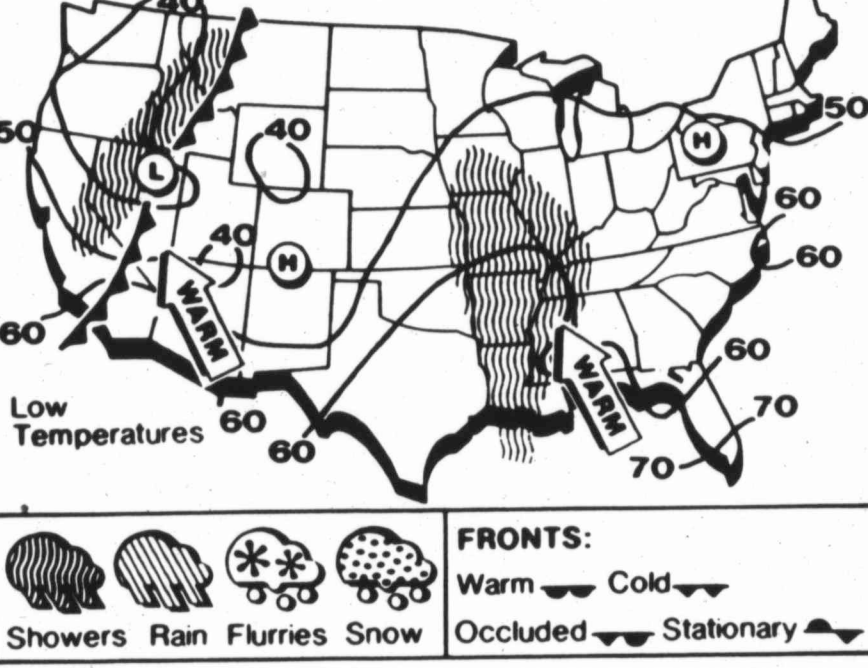 40
50
L
40
H
50
60
40
H
60
60
WARM
60
Low
Temperatures
60
60
WARM
70
70
FRONTS:
Warm Cold
Showers Rain Flurries Snow
Occluded Stationary